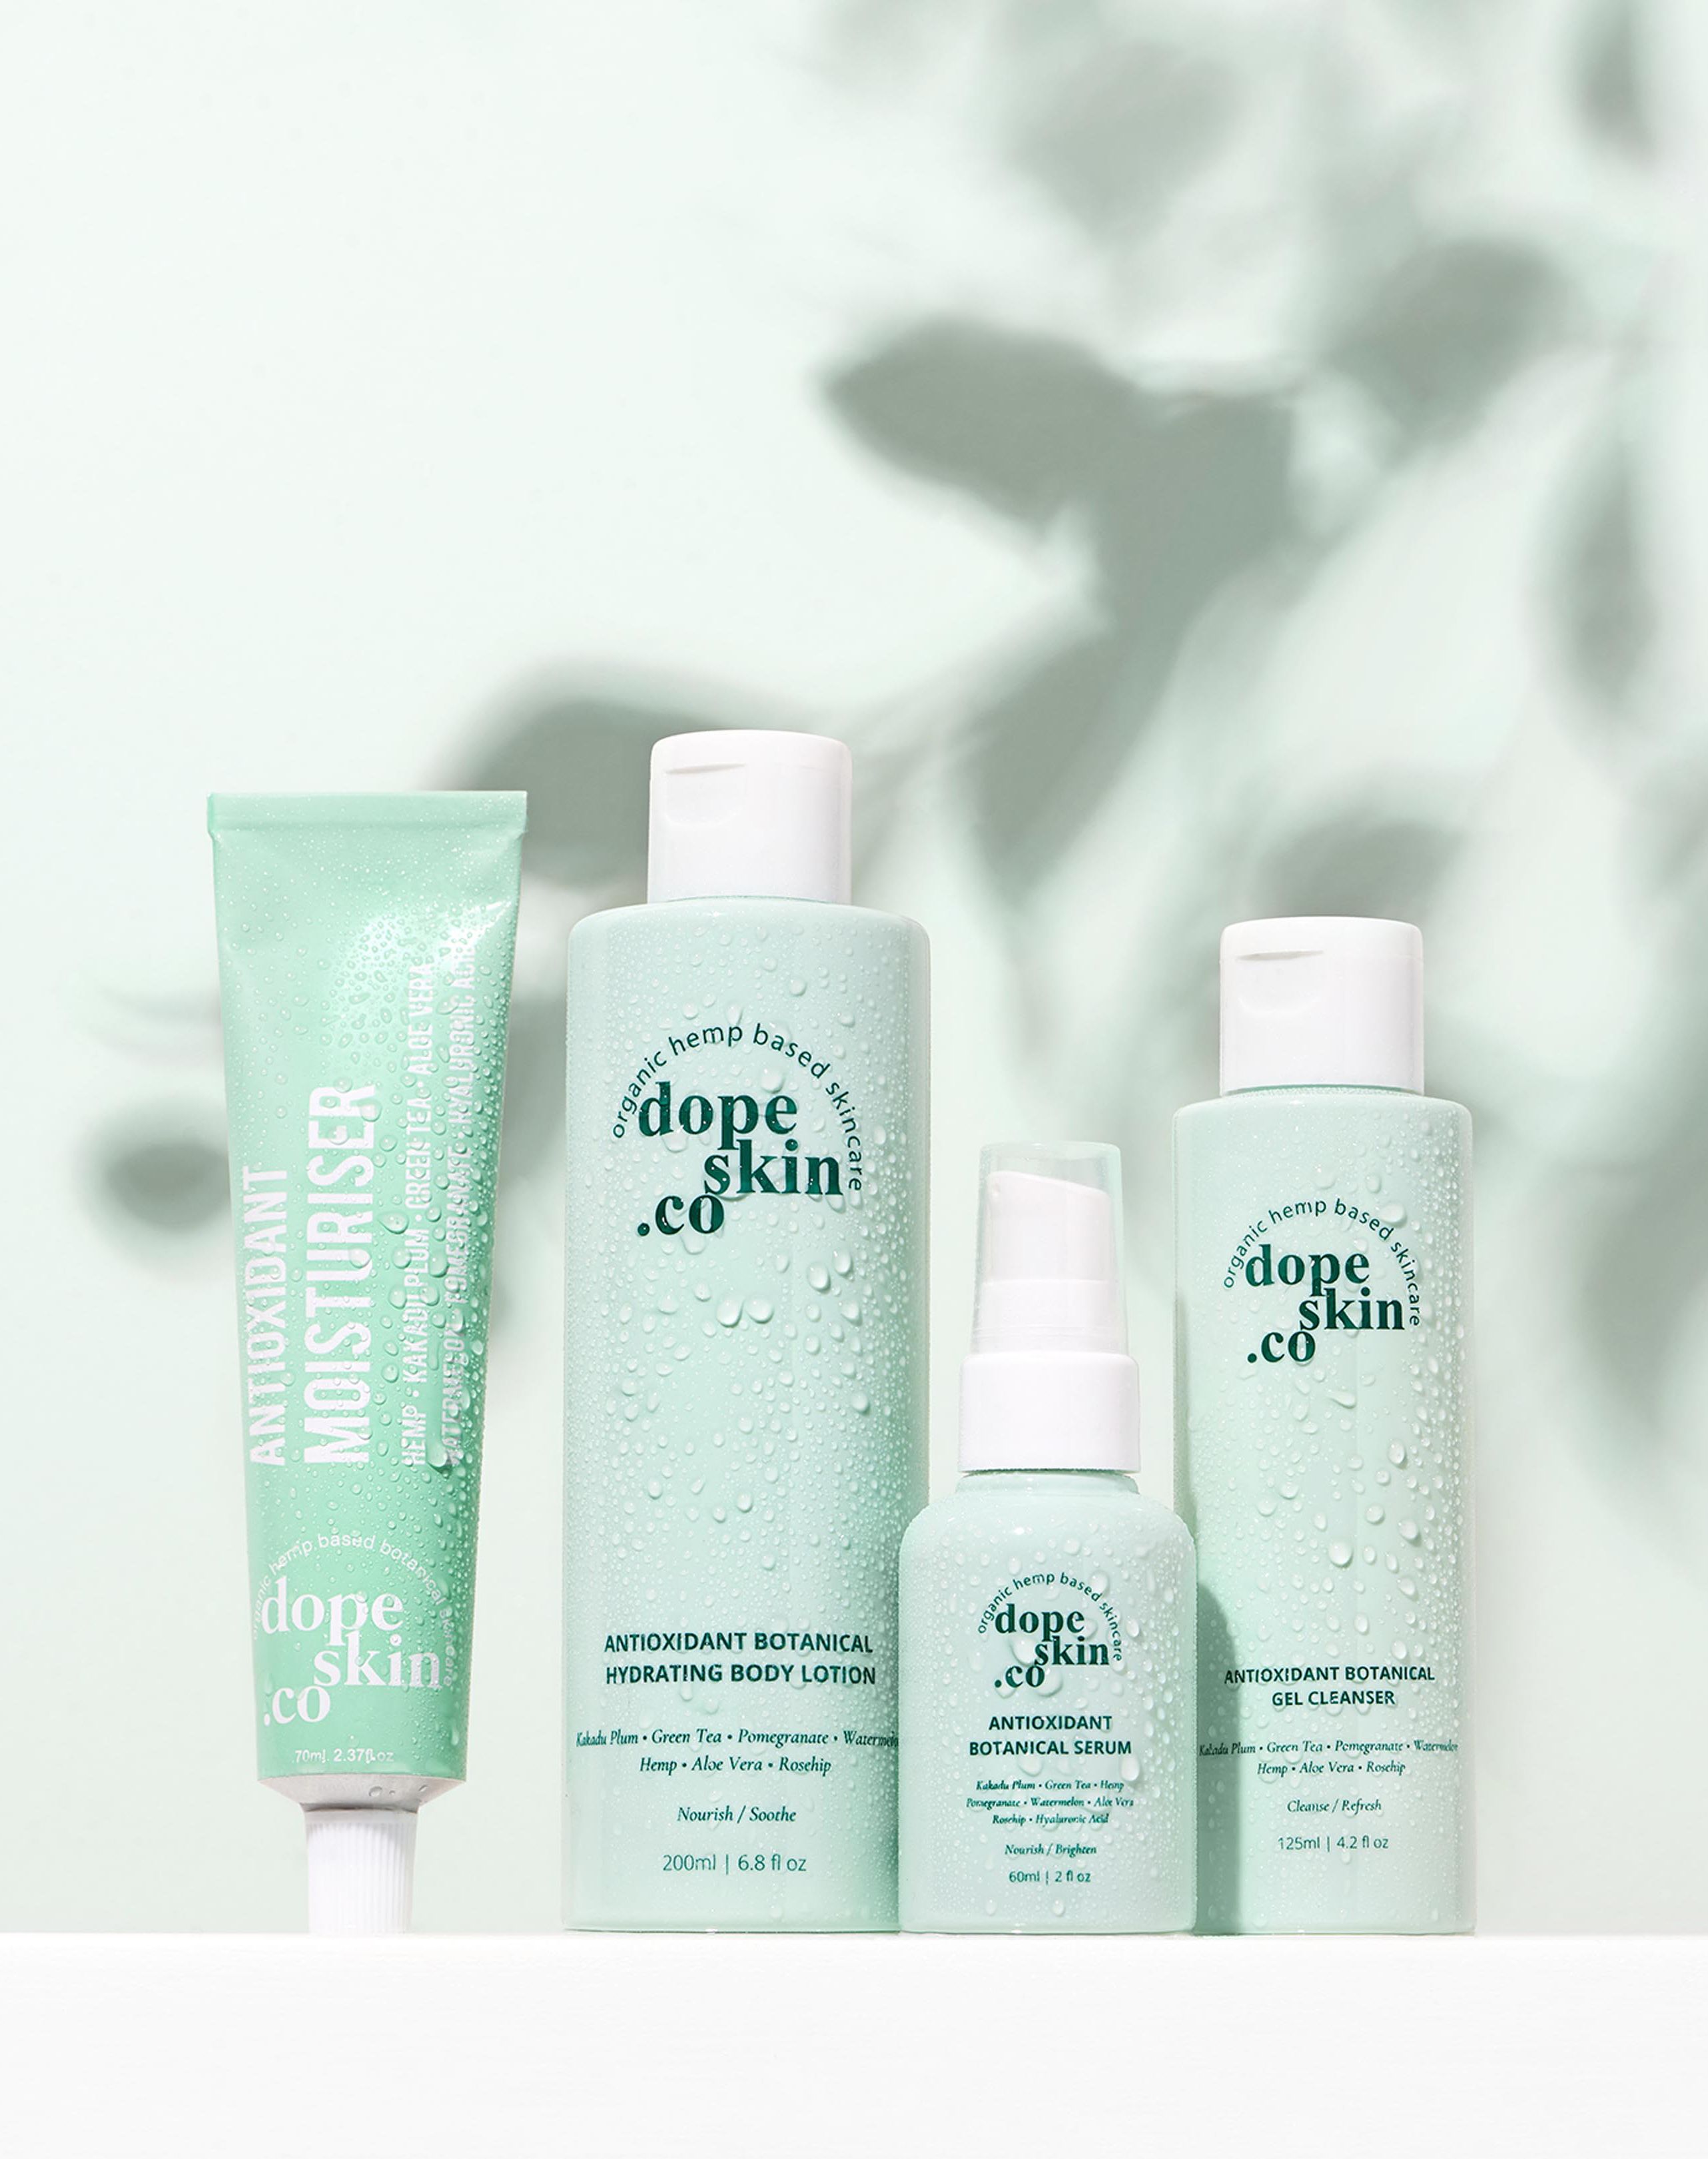 ANTIOXIDANT
MOISTURISER
HEMP • KAKADU PLUM • GREEN TEA • ALOE VERA
WATERMELON • POMEGRANATE • HYALURONIC ACID
organic hemp based botanical
dope
skin
.co
70ml 2.37fl.oz
organic hemp based skincare
dope
skin
.co
ANTIOXIDANT BOTANICAL
HYDRATING BODY LOTION
Kakadu Plum • Green Tea • Pomegranate • Watermelon
Hemp • Aloe Vera • Rosehip
Nourish / Soothe
200ml | 6.8 fl oz
organic hemp based skincare
dope
skin
.co
ANTIOXIDANT
BOTANICAL SERUM
Kakadu Plum • Green Tea • Hemp
Pomegranate • Watermelon • Aloe Vera
Rosehip • Hyaluronic Acid
Nourish / Brighten
60ml | 2 fl oz
organic hemp based skincare
dope
skin
.co
ANTIOXIDANT BOTANICAL
GEL CLEANSER
Kakadu Plum • Green Tea • Pomegranate • Watermelon
Hemp • Aloe Vera • Rosehip
Cleanse / Refresh
125ml | 4.2 fl oz